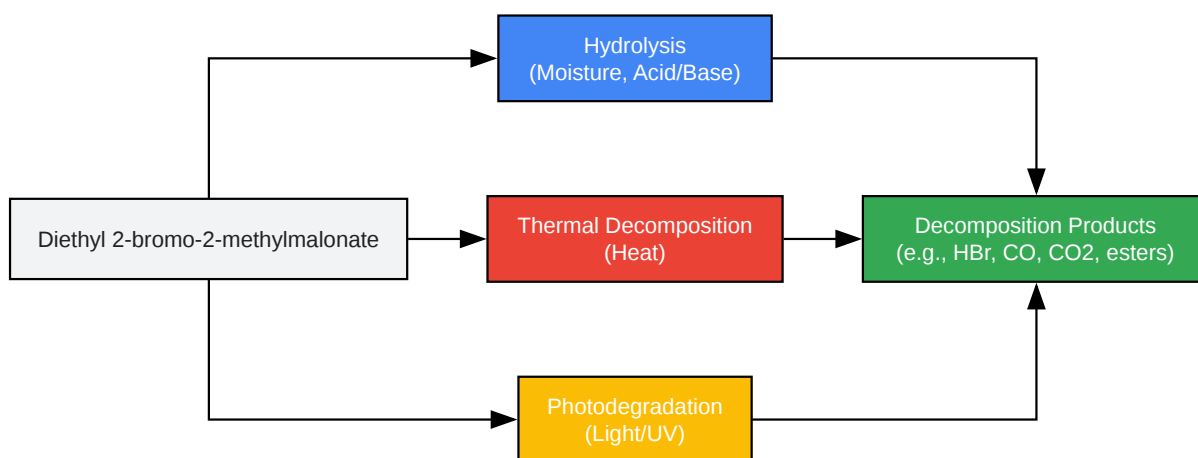 Hydrolysis
(Moisture, Acid/Base)
Diethyl 2-bromo-2-methylmalonate
Thermal Decomposition
(Heat)
Decomposition Products
(e.g., HBr, CO, CO2, esters)
Photodegradation
(Light/UV)